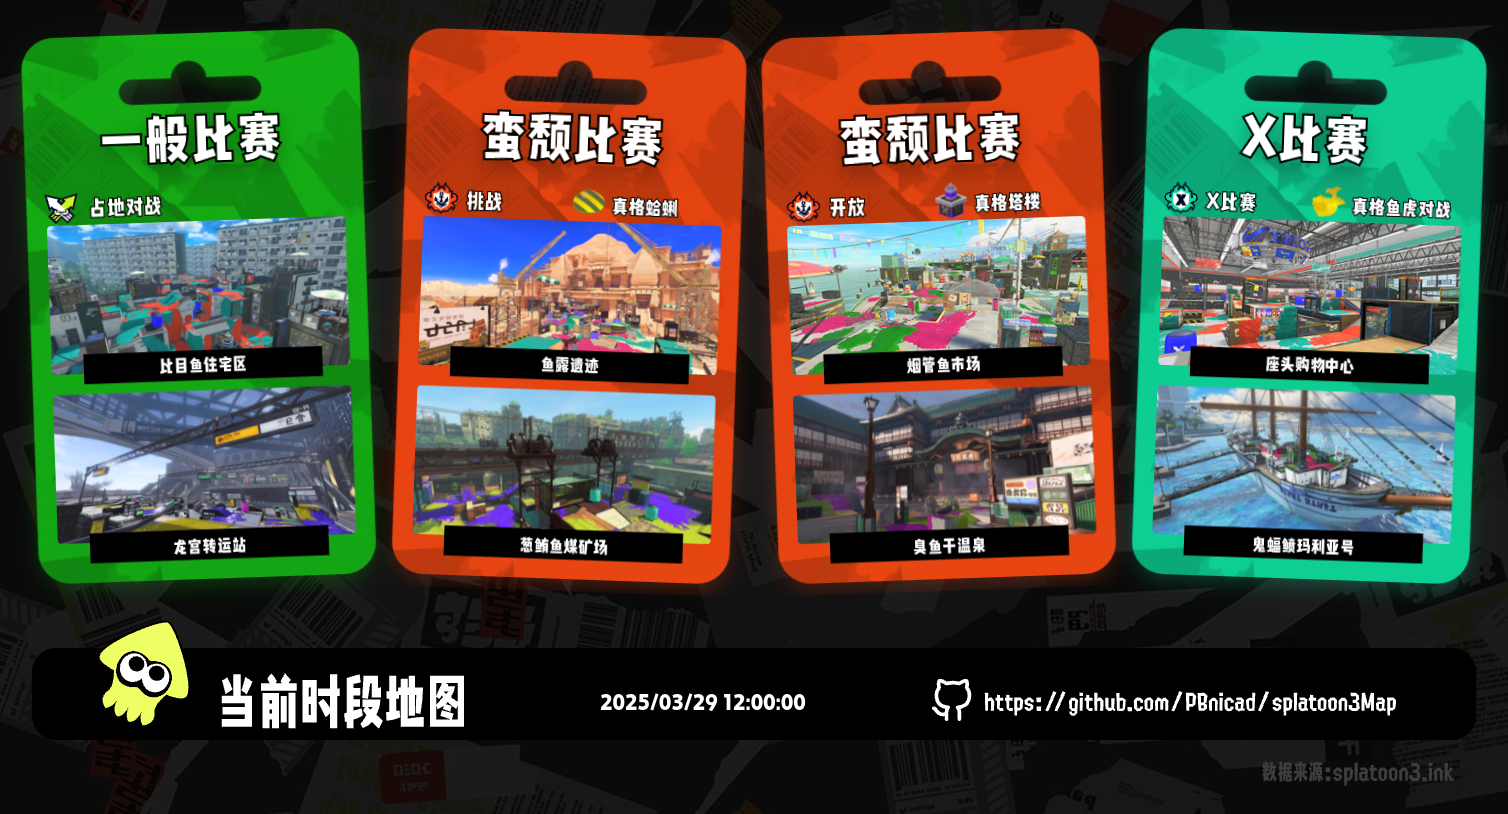 一般比赛
占地对战
比目鱼住宅区
龙宫转运站
蛮颓比赛
挑战
真格蛤蜊
鱼露遗迹
葱鲔鱼煤矿场
蛮颓比赛
开放
真格塔楼
烟管鱼市场
臭鱼干温泉
X比赛
X比赛
真格鱼虎对战
座头购物中心
鬼蝠鲼玛利亚号
当前时段地图
2025/03/29 12:00:00
https://github.com/PBnicad/splatoon3Map
数据来源:splatoon3.ink